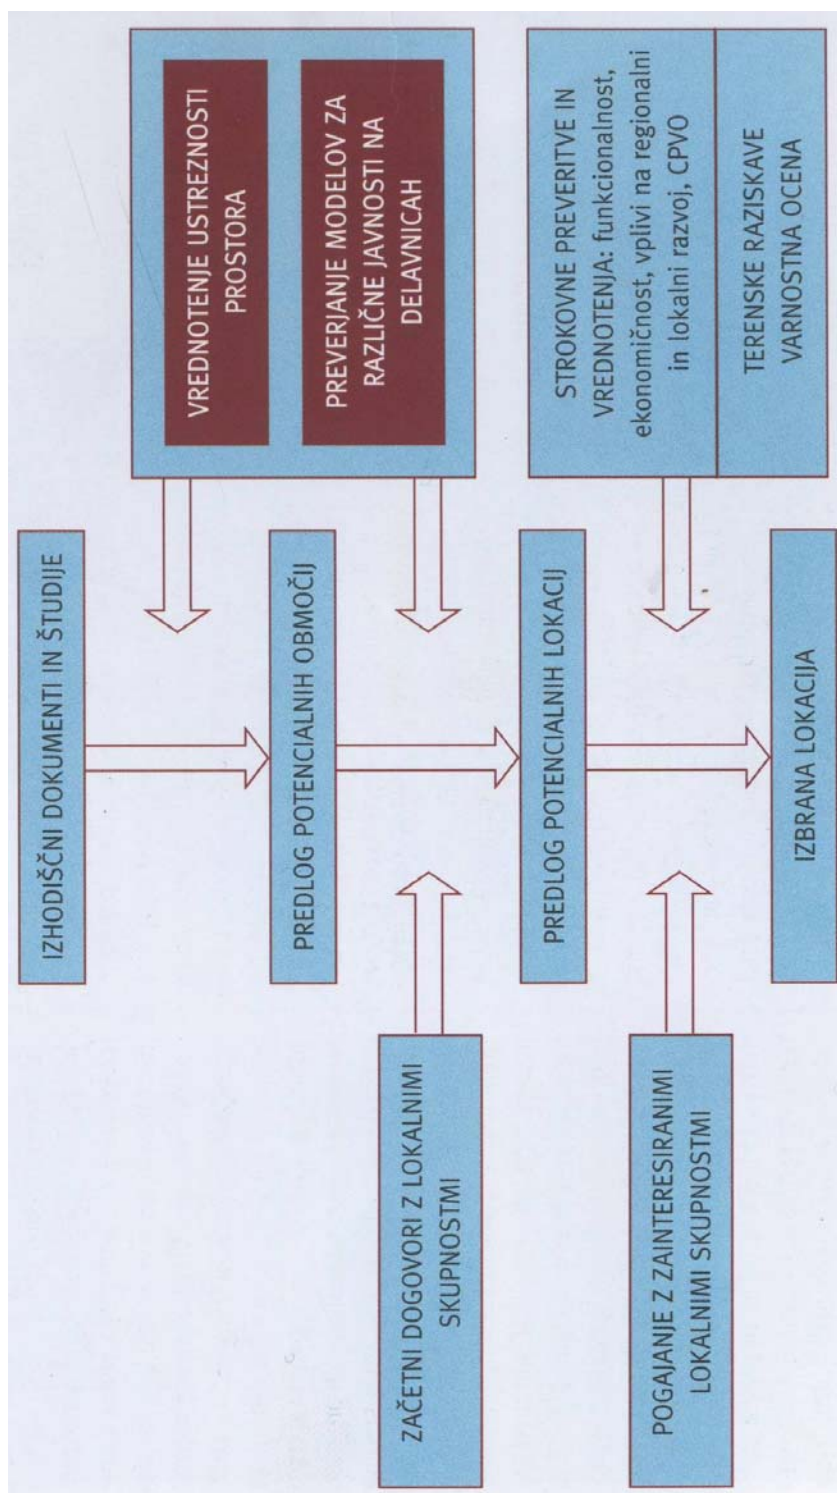 IZHODIŠČNI DOKUMENTI IN ŠTUDIJE
VREDNOTENJE USTREZNOSTI
PROSTORA
PREDLOG POTENCIALNIH OBMOČIJ
PREVERJANJE MODELOV ZA
RAZLIČNE JAVNOSTI NA
DELAVNICAH
ZAČETNI DOGOVORI Z LOKALNIMI
SKUPNOSTMI
PREDLOG POTENCIALNIH LOKACIJ
STROKOVNE PREVERITVE IN
VREDNOTENJA: funkcionalnost,
ekonomičnost, vplivi na regionalni
in lokalni razvoj, CPVO
TERENSKE RAZISKAVE
VARNOSTNA OCENA
POGAJANJE Z ZAINTERESIRANIMI
LOKALNIMI SKUPNOSTMI
IZBRANA LOKACIJA